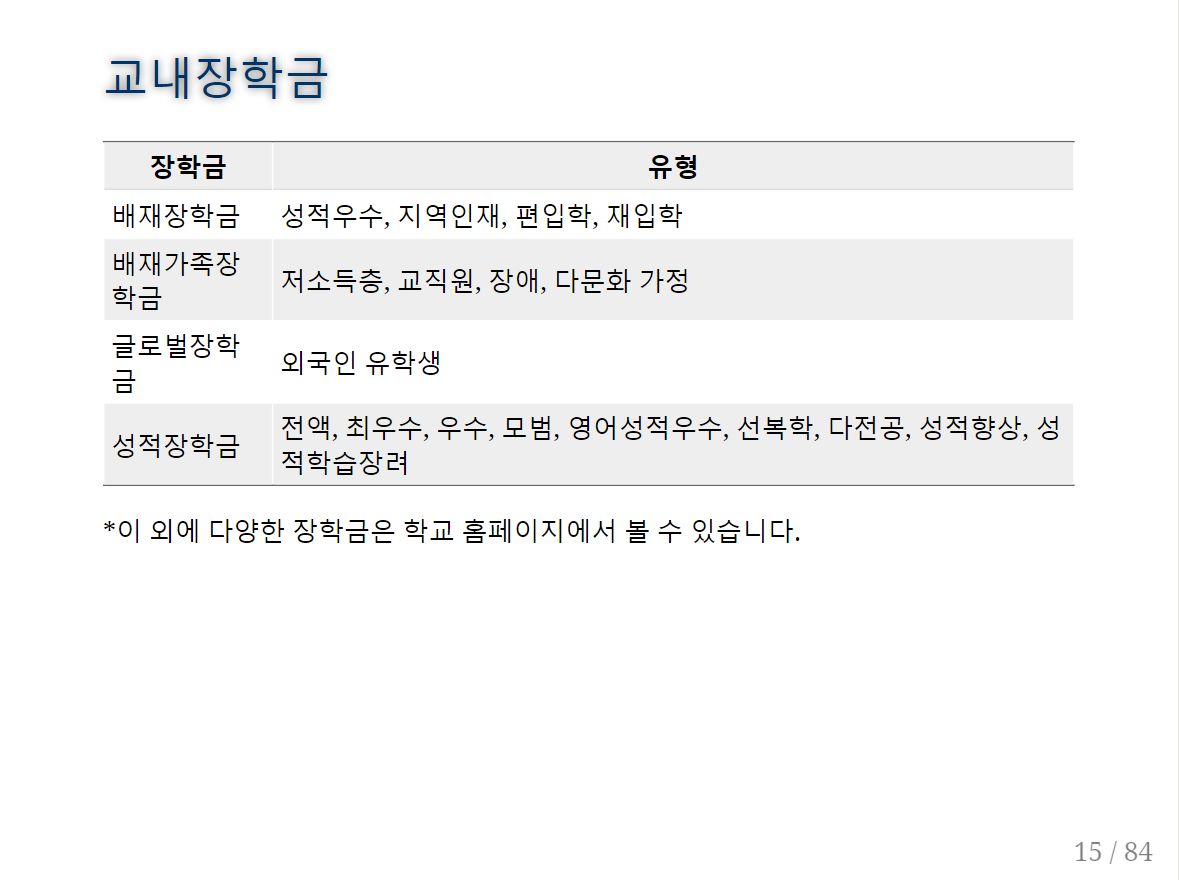 교내장학금
장학금 유형
배재장학금 성적우수, 지역인재, 편입학, 재입학
배재가족장
학금
저소득층, 교직원, 장애, 다문화 가정
글로벌장학
금
외국인 유학생
성적장학금
전액, 최우수, 우수, 모범, 영어성적우수, 선복학, 다전공, 성적향상, 성
적학습장려
*이 외에 다양한 장학금은 학교 홈페이지에서 볼 수 있습니다.
15 / 84